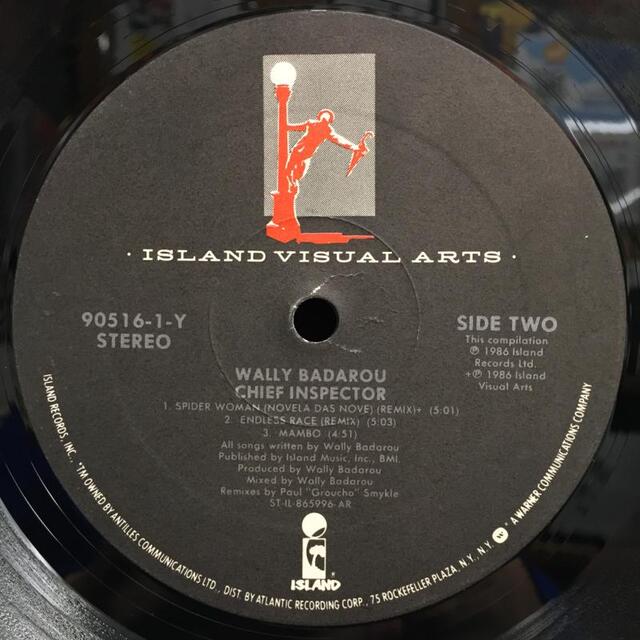 · ISLAND VISUAL ARTS ·
90516-1-Y
STEREO
SIDE TWO
This compilation
℗ 1986 Island
Records Ltd.
+℗ 1986 Island
Visual Arts
WALLY BADAROU
CHIEF INSPECTOR
1. SPIDER WOMAN (NOVELA DAS NOVE) (REMIX)+ (5:01)
2. ENDLESS RACE (REMIX) (5:03)
3. MAMBO (4:51)
All songs written by Wally Badarou
Published by Island Music, Inc., BMI.
Produced by Wally Badarou
Mixed by Wally Badarou
Remixes by Paul "Groucho" Smykle
ST-IL-865996-AR
ISLAND
®
ISLAND RECORDS, INC. *TM OWNED BY ANTILLES COMMUNICATIONS LTD., DIST. BY ATLANTIC RECORDING CORP., 75 ROCKEFELLER PLAZA, N.Y., N.Y. W A WARNER COMMUNICATIONS COMPANY